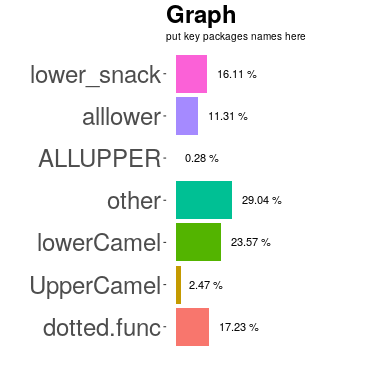 Graph
put key packages names here
lower_snack
16.11 %
alllower
11.31 %
ALLUPPER
0.28 %
other
29.04 %
lowerCamel
23.57 %
UpperCamel
2.47 %
dotted.func
17.23 %